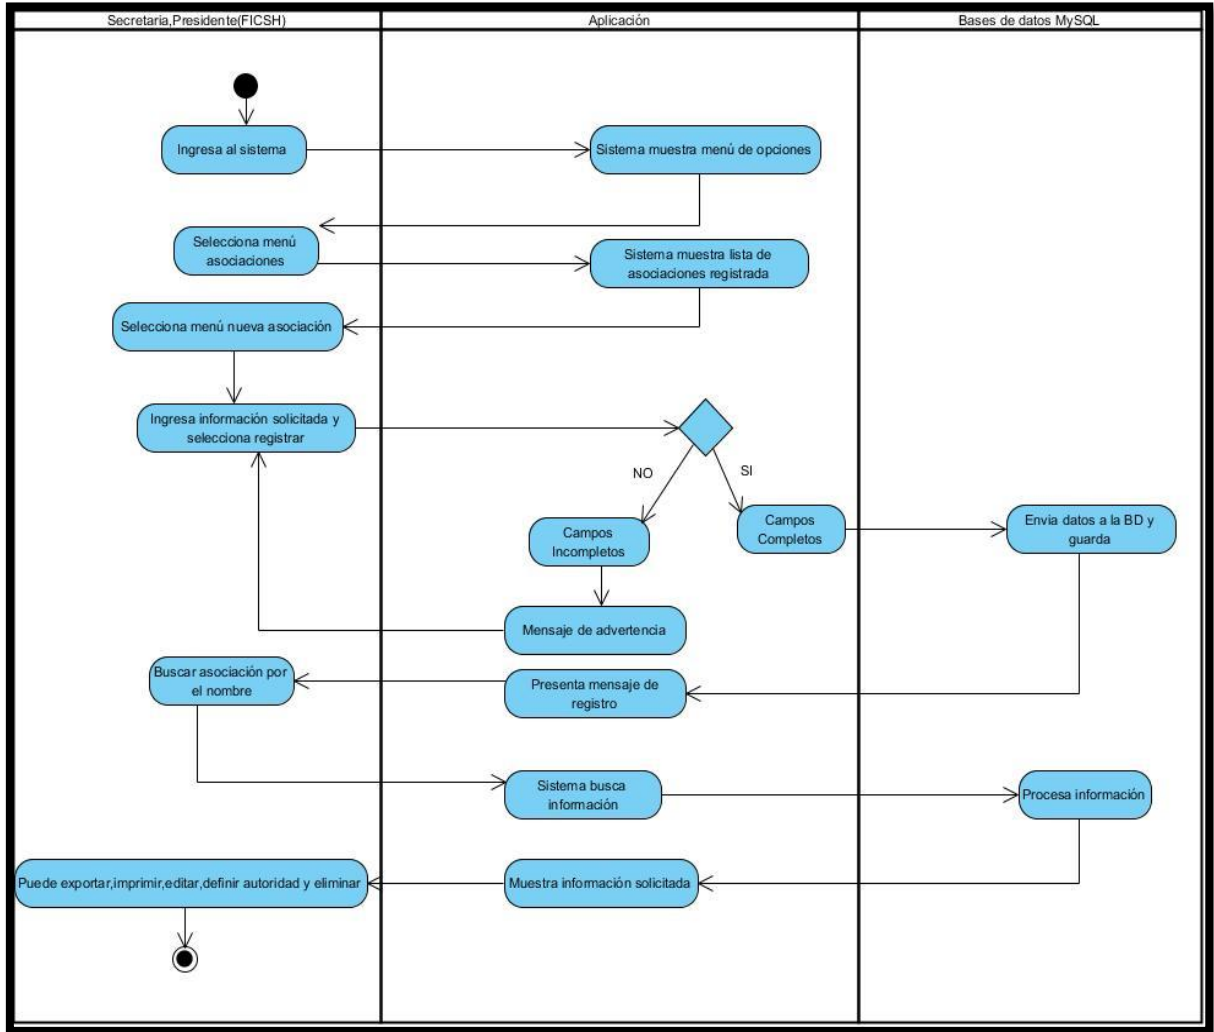 Secretaria,Presidente(FICSH)
Aplicación
Bases de datos MySQL
Ingresa al sistema
Sistema muestra menú de opciones
Selecciona menú
asociaciones
Sistema muestra lista de
asociaciones registrada
Selecciona menú nueva asociación
Ingresa información solicitada y
selecciona registrar
NO
SI
Campos
Incompletos
Campos
Completos
Envia datos a la BD y
guarda
Mensaje de advertencia
Buscar asociación por
el nombre
Presenta mensaje de
registro
Sistema busca
información
Procesa información
Puede exportar,imprimir,editar,definir autoridad y eliminar
Muestra información solicitada